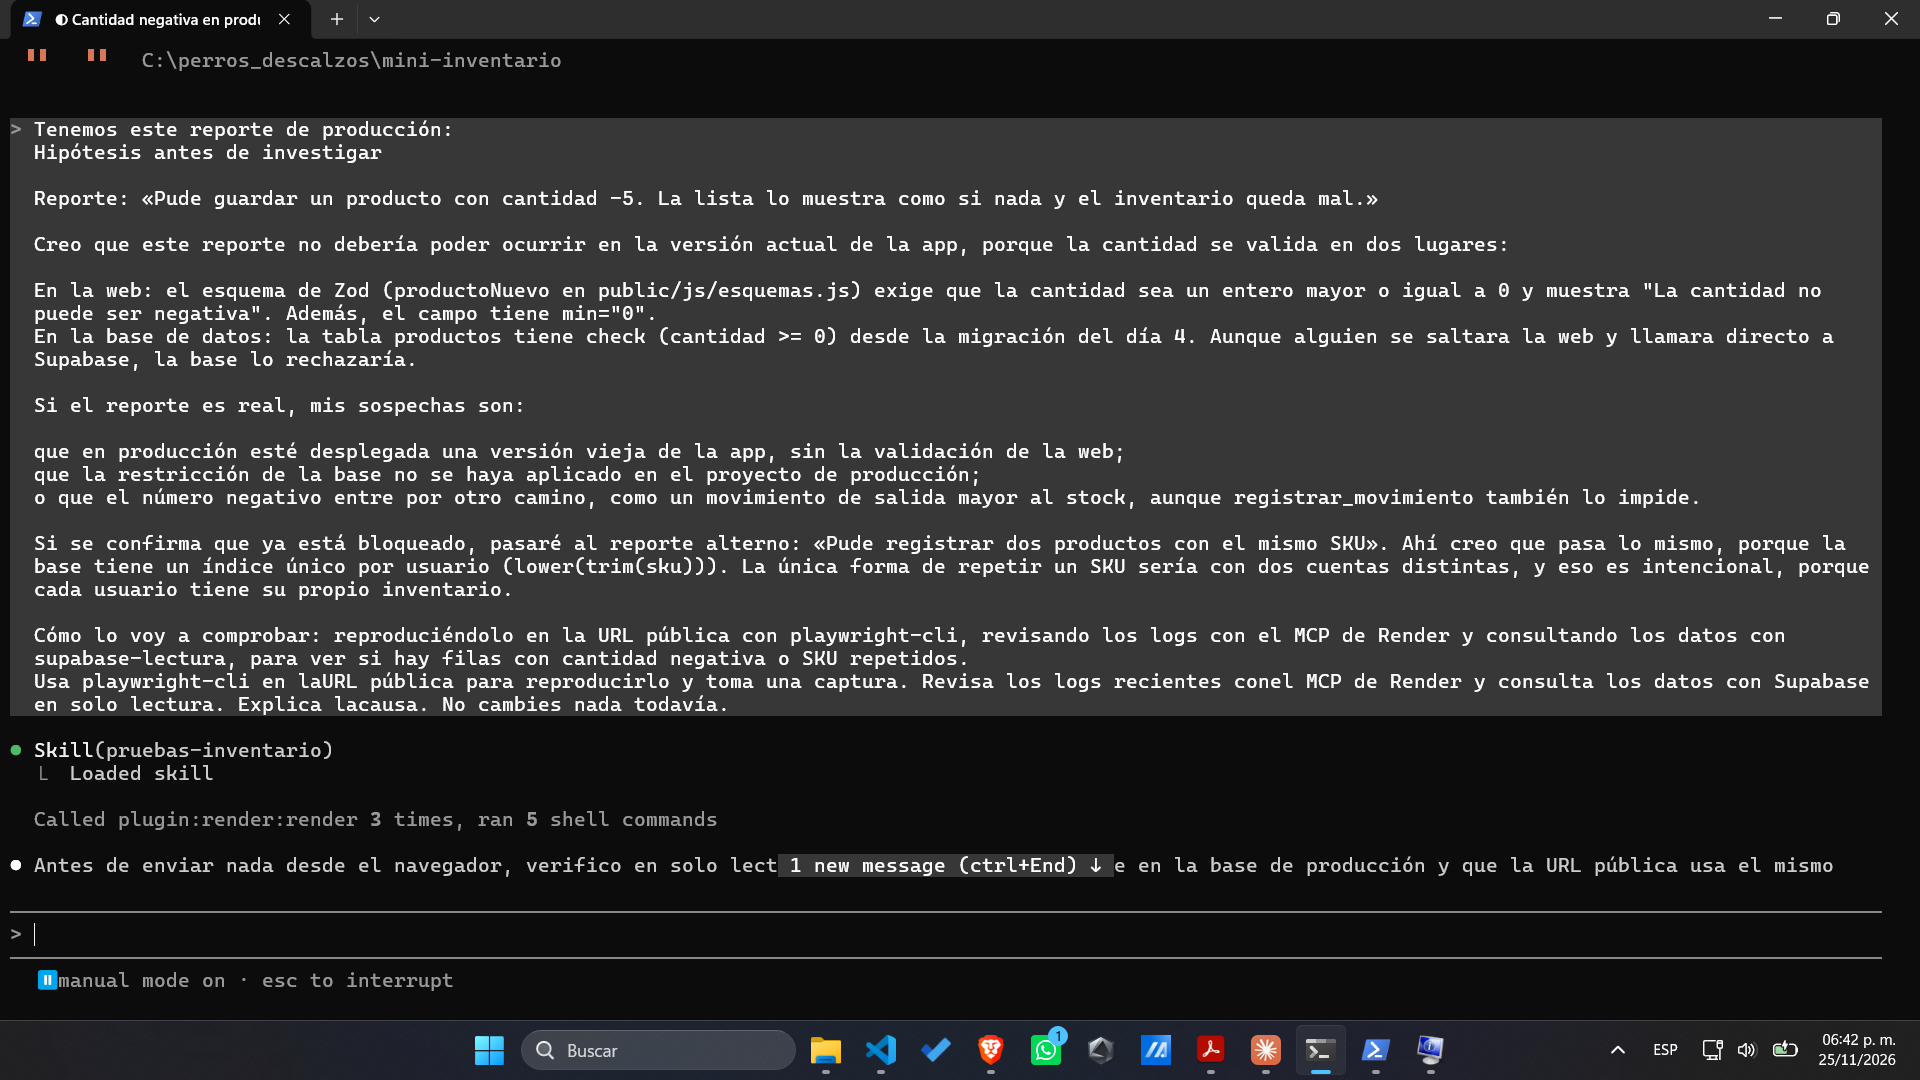 Cantidad negativa en produ
C:\perros_descalzos\mini-inventario
> Tenemos este reporte de producción:
Hipótesis antes de investigar
Reporte: «Pude guardar un producto con cantidad -5. La lista lo muestra como si nada y el inventario queda mal.»
Creo que este reporte no debería poder ocurrir en la versión actual de la app, porque la cantidad se valida en dos lugares:
En la web: el esquema de Zod (productoNuevo en public/js/esquemas.js) exige que la cantidad sea un entero mayor o igual a 0 y muestra "La cantidad no
puede ser negativa". Además, el campo tiene min="0".
En la base de datos: la tabla productos tiene check (cantidad >= 0) desde la migración del día 4. Aunque alguien se saltara la web y llamara directo a
Supabase, la base lo rechazaría.
Si el reporte es real, mis sospechas son:
que en producción esté desplegada una versión vieja de la app, sin la validación de la web;
que la restricción de la base no se haya aplicado en el proyecto de producción;
o que el número negativo entre por otro camino, como un movimiento de salida mayor al stock, aunque registrar_movimiento también lo impide.
Si se confirma que ya está bloqueado, pasaré al reporte alterno: «Pude registrar dos productos con el mismo SKU». Ahí creo que pasa lo mismo, porque la
base tiene un índice único por usuario (lower(trim(sku))). La única forma de repetir un SKU sería con dos cuentas distintas, y eso es intencional, porque
cada usuario tiene su propio inventario.
Cómo lo voy a comprobar: reproduciéndolo en la URL pública con playwright-cli, revisando los logs con el MCP de Render y consultando los datos con
supabase-lectura, para ver si hay filas con cantidad negativa o SKU repetidos.
Usa playwright-cli en laURL pública para reproducirlo y toma una captura. Revisa los logs recientes conel MCP de Render y consulta los datos con Supabase
en solo lectura. Explica lacausa. No cambies nada todavía.
● Skill(pruebas-inventario)
└ Loaded skill
Called plugin:render:render 3 times, ran 5 shell commands
● Antes de enviar nada desde el navegador, verifico en solo lect 1 new message (ctrl+End) ↓ e en la base de producción y que la URL pública usa el mismo
>
manual mode on · esc to interrupt
Buscar
1
ESP
06:42 p. m.
25/11/2026